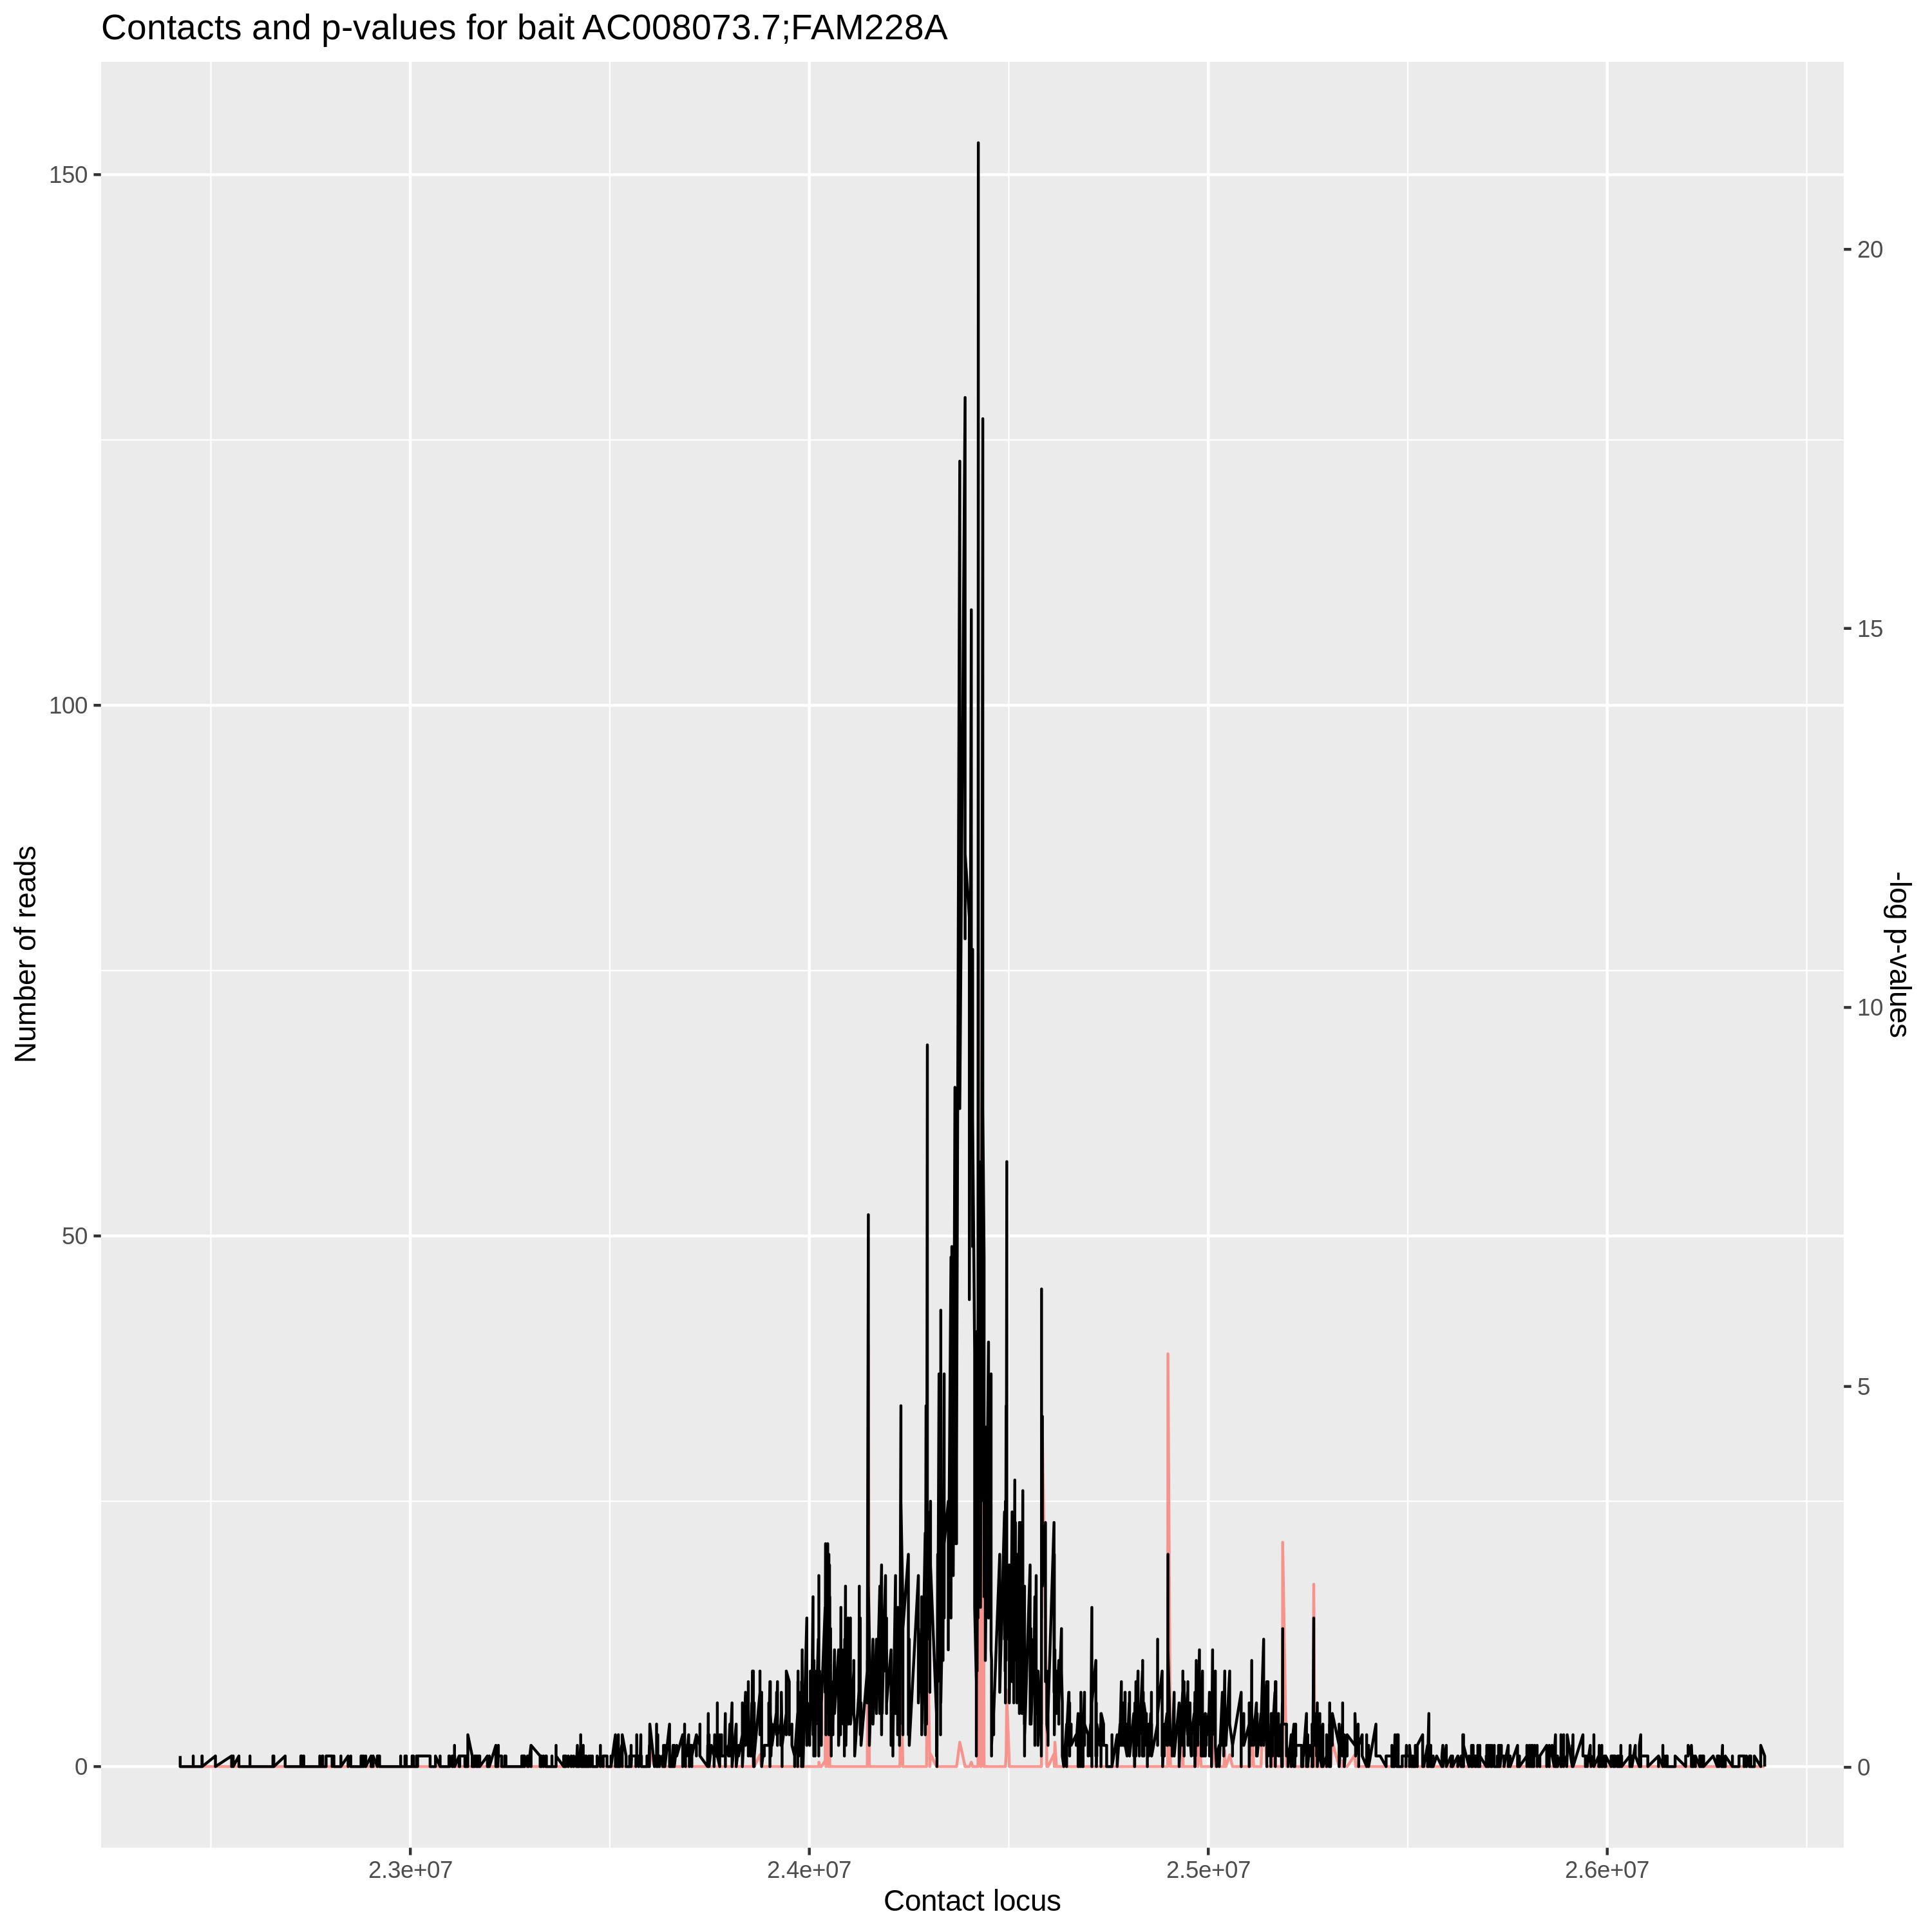 Contacts and p-values for bait AC008073.7;FAM228A
150
100
50
0
Number of reads
20
15
10
5
0
-log p-values
2.3e+07
2.4e+07
2.5e+07
2.6e+07
Contact locus